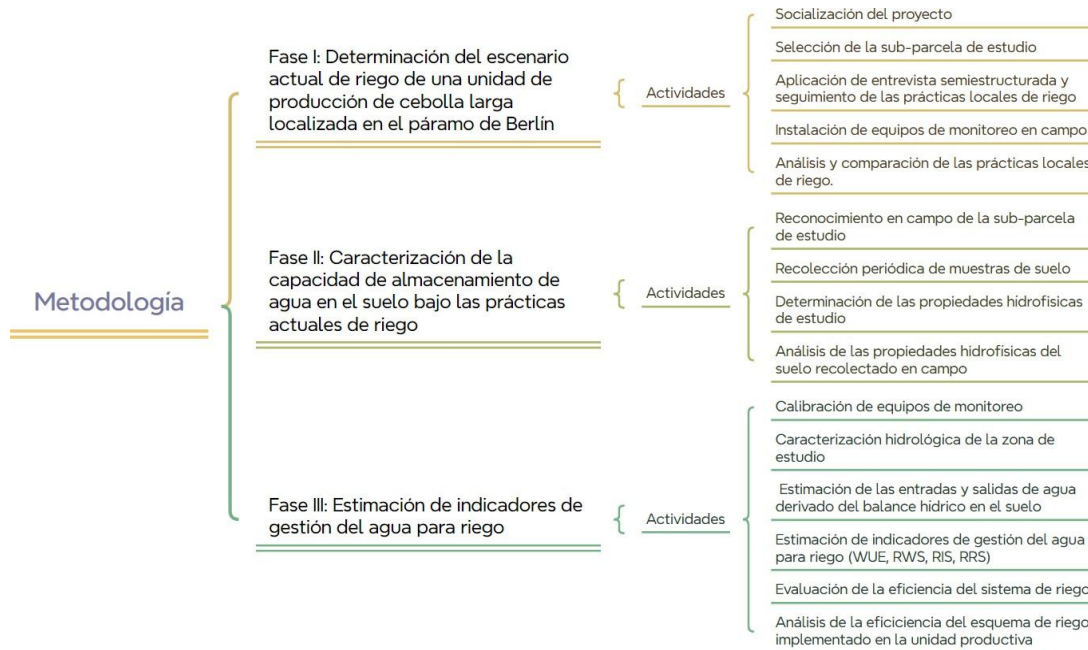 Metodología
Fase I: Determinación del escenario
actual de riego de una unidad de
producción de cebolla larga
localizada en el páramo de Berlín
Actividades
Socialización del proyecto
Selección de la sub-parcela de estudio
Aplicación de entrevista semiestructurada y
seguimiento de las prácticas locales de riego
Instalación de equipos de monitoreo en campo
Análisis y comparación de las prácticas locales
de riego.
Fase II: Caracterización de la
capacidad de almacenamiento de
agua en el suelo bajo las prácticas
actuales de riego
Actividades
Reconocimiento en campo de la sub-parcela
de estudio
Recolección periódica de muestras de suelo
Determinación de las propiedades hidrofisicas
de estudio
Análisis de las propiedades hidrofísicas del
suelo recolectado en campo
Fase III: Estimación de indicadores de
gestión del agua para riego
Actividades
Calibración de equipos de monitoreo
Caracterización hidrológica de la zona de
estudio
Estimación de las entradas y salidas de agua
derivado del balance hídrico en el suelo
Estimación de indicadores de gestión del agua
para riego (WUE, RWS, RIS, RRS)
Evaluación de la eficiencia del sistema de riego
Análisis de la eficiciencia del esquema de riego
implementado en la unidad productiva